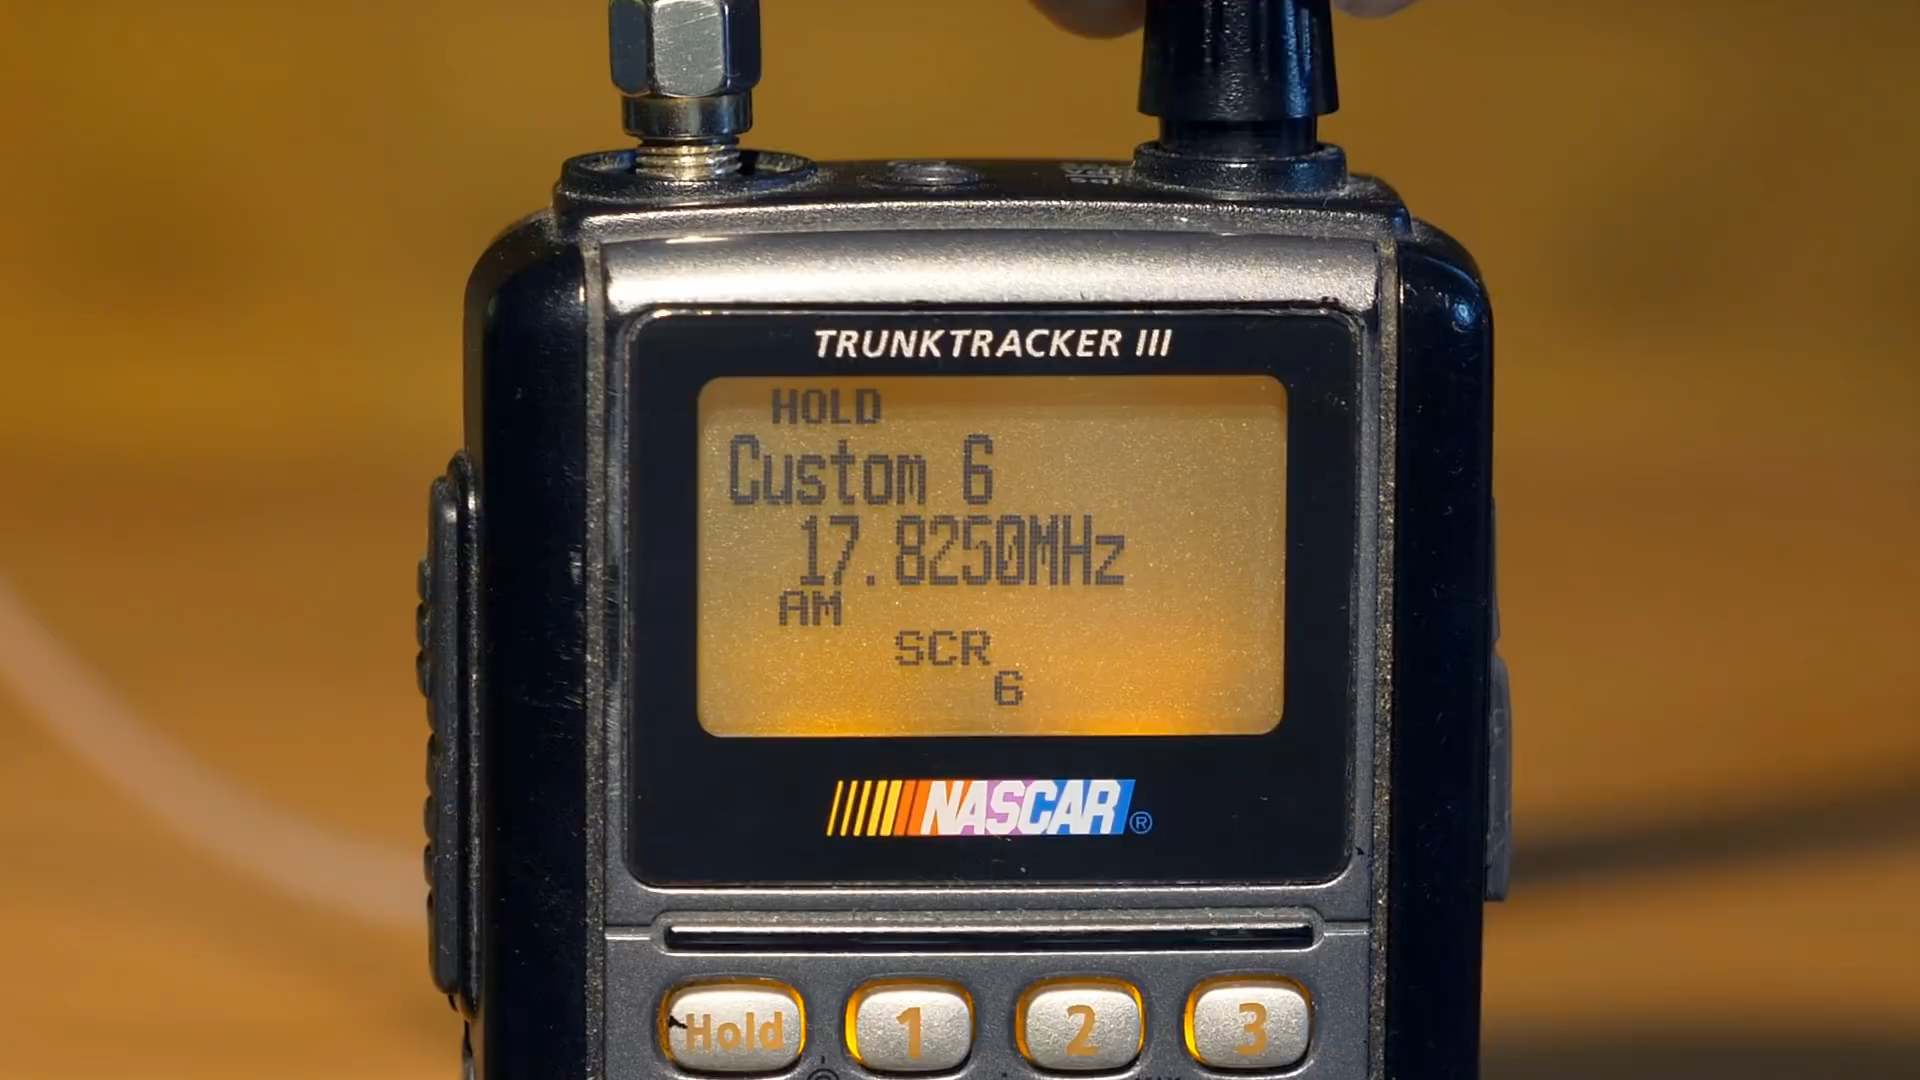 TRUNKTRACKER III
HOLD
Custom 6
17.8250MHz
AM
SCR
6
NASCAR®
Hold 1 2 3